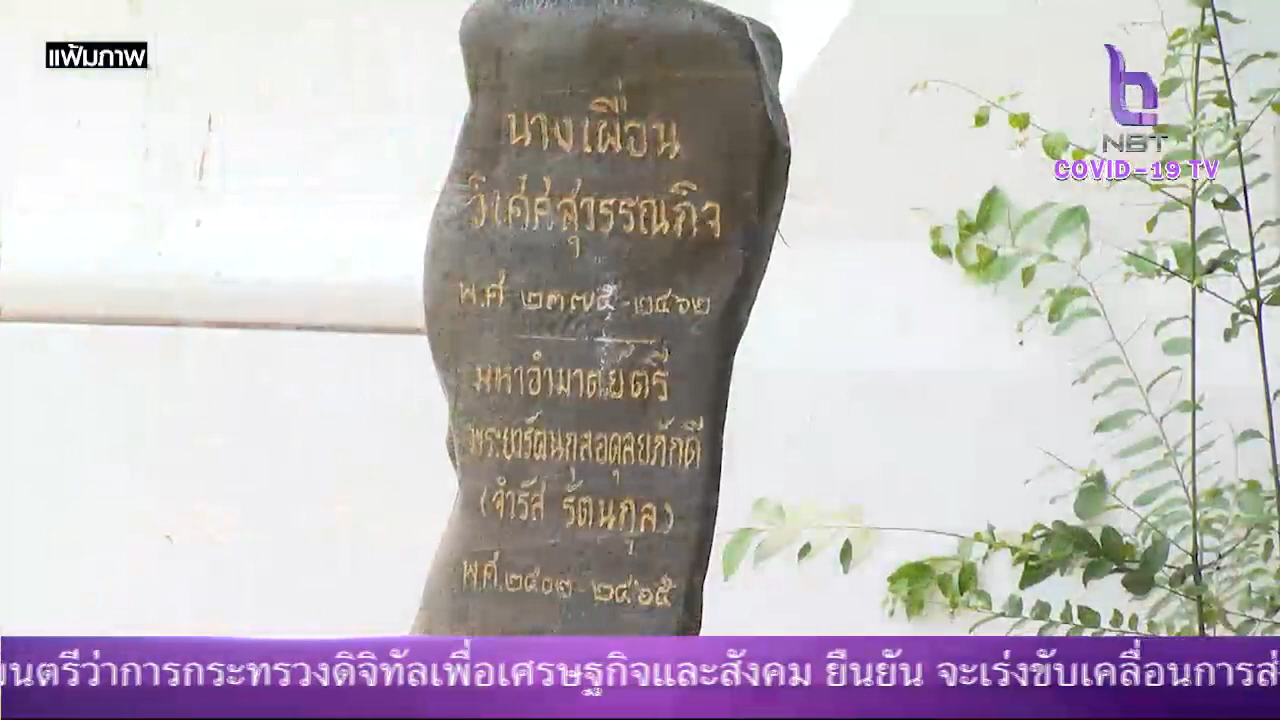 แฟ้มภาพ
NBT
COVID-19 TV
นางเผื่อน
วิเศศสุวรรณกิจ
พ.ศ ๒๓๗๕-๒๔๖๒
มหาอำมาตย์ตรี
พระยารัตนกุลอดุลยภักดี
(จำรัส รัตนกุล)
พ.ศ.๒๔๐๒-๒๔๖๕
มนตรีว่าการกระทรวงดิจิทัลเพื่อเศรษฐกิจและสังคม ยืนยัน จะเร่งขับเคลื่อนการส่